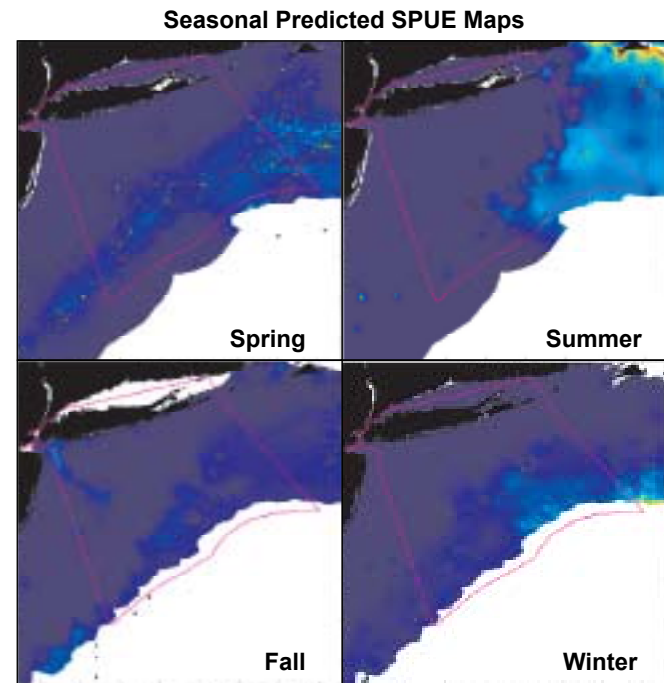 Seasonal Predicted SPUE Maps
Spring
Summer
Fall
Winter